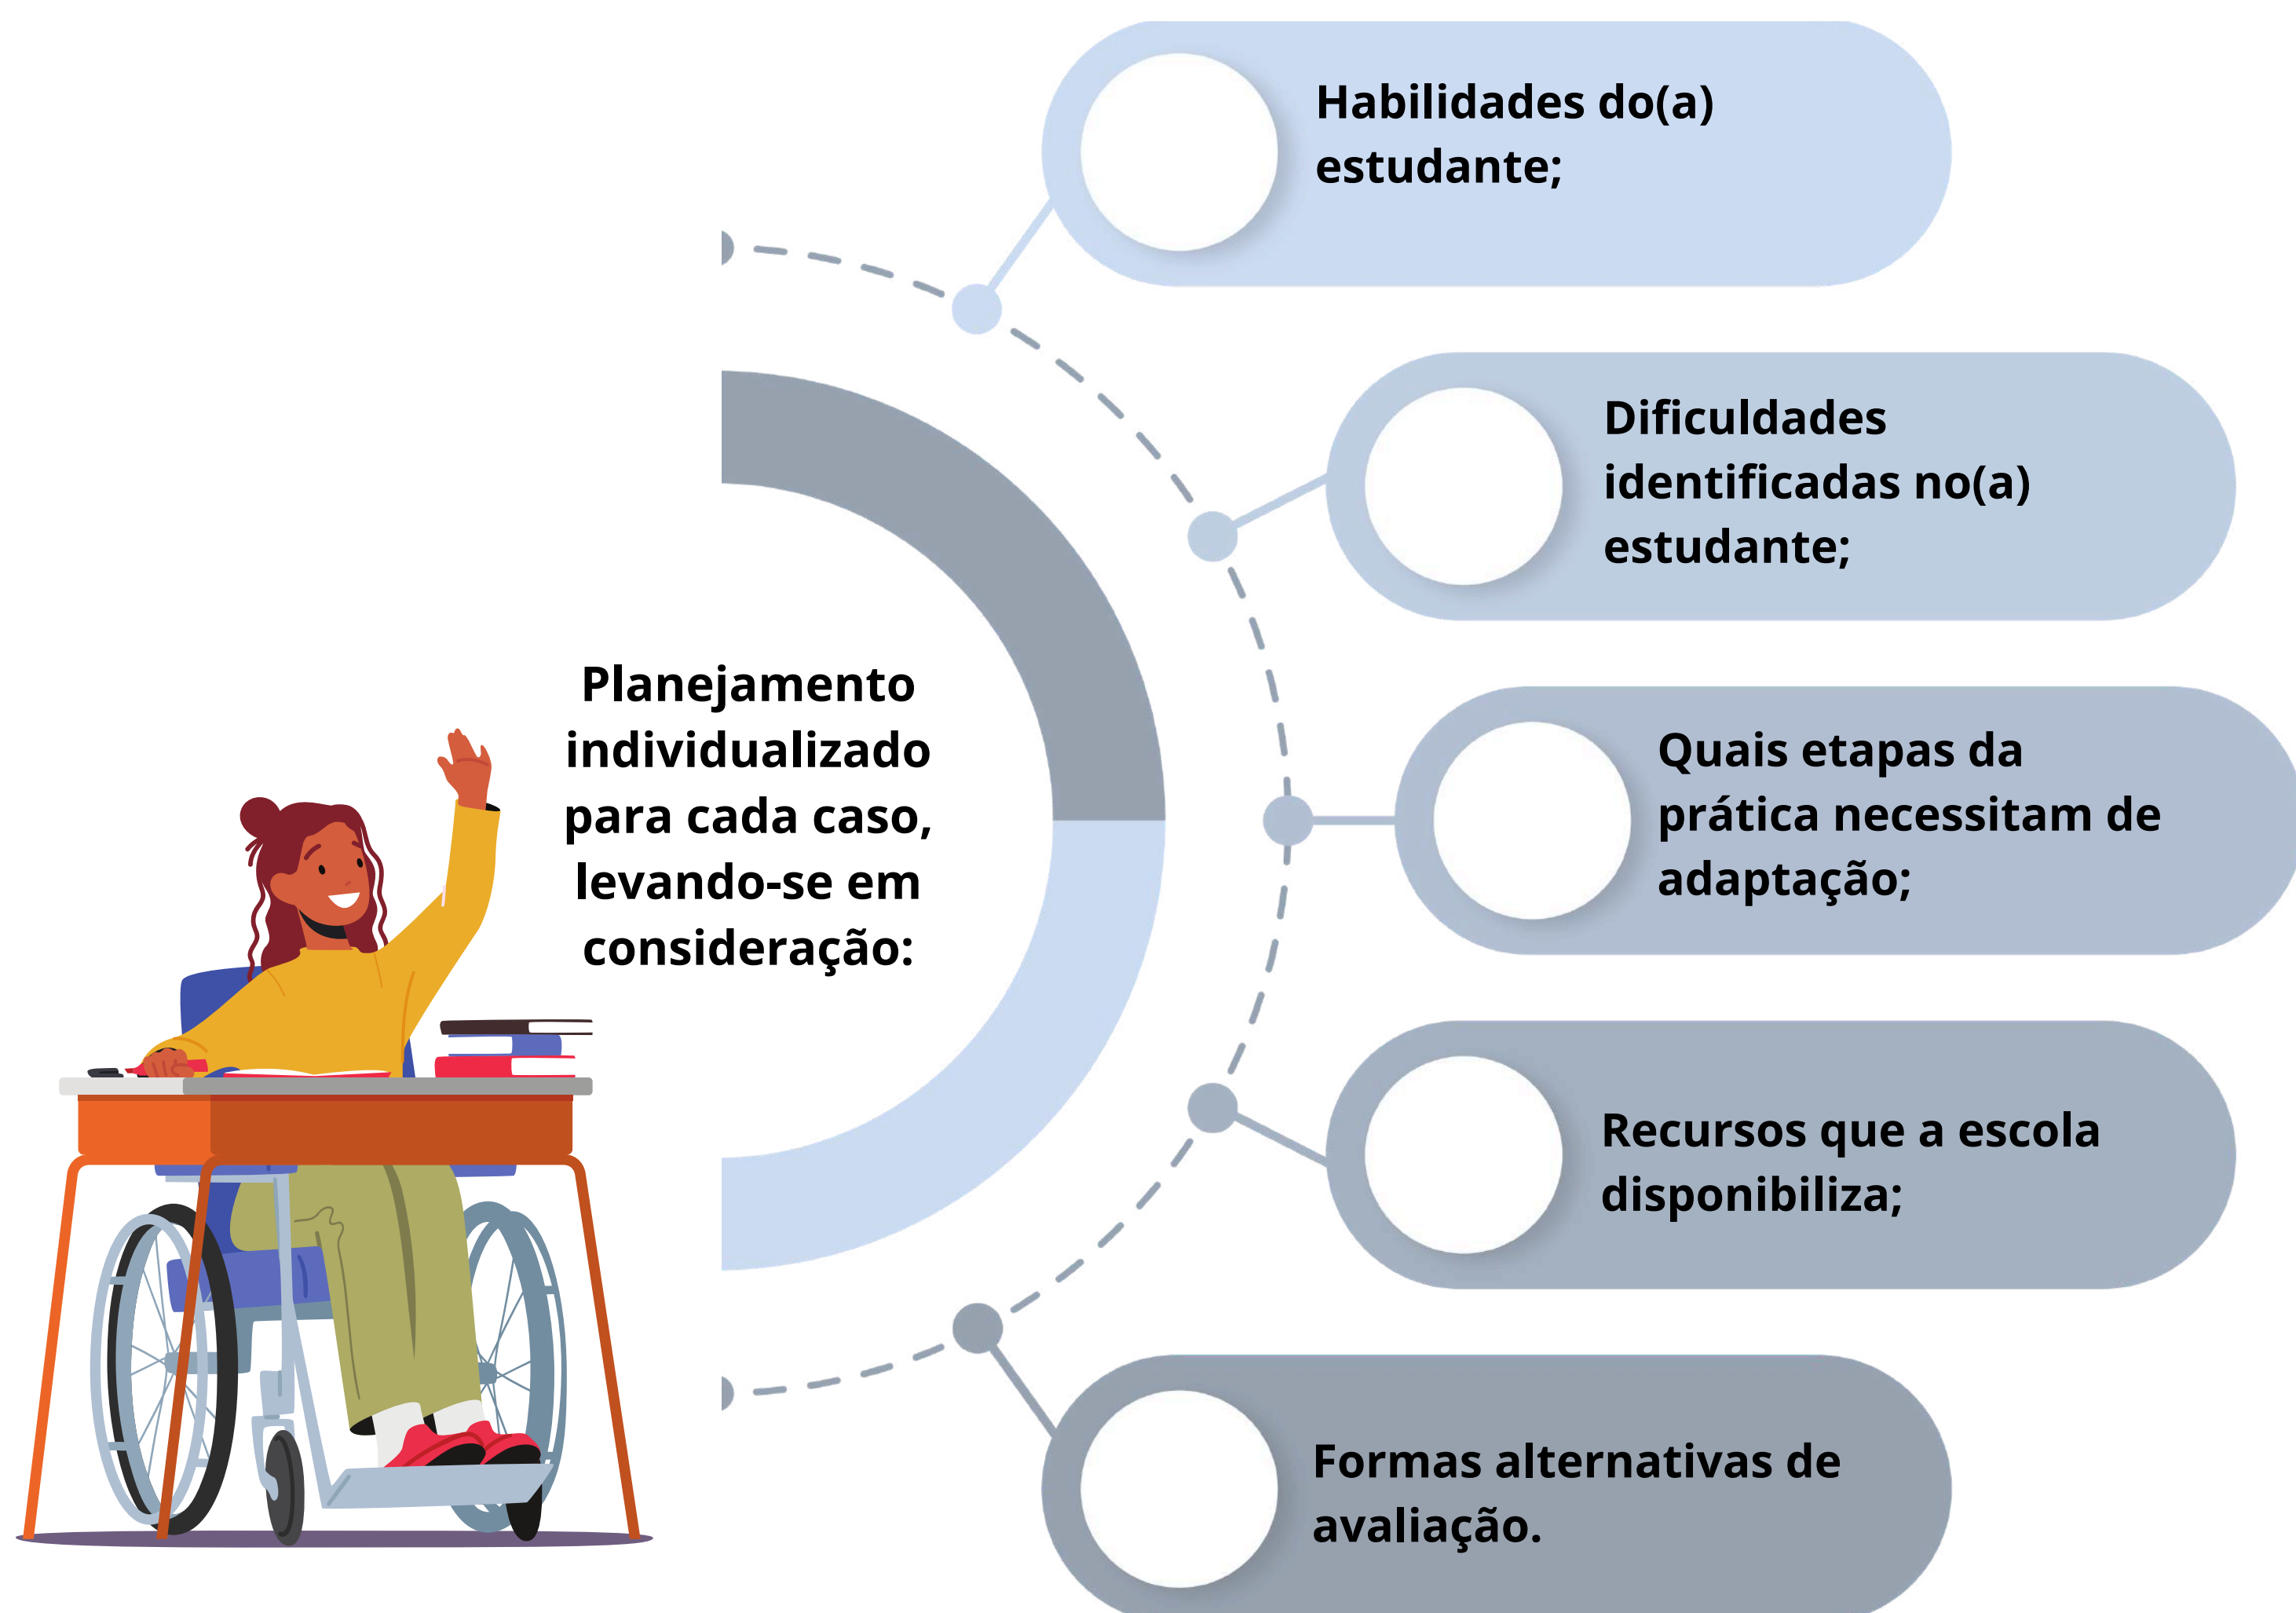 Planejamento
individualizado
para cada caso,
levando-se em
consideração:
Habilidades do(a)
estudante;
Dificuldades
identificadas no(a)
estudante;
Quais etapas da
prática necessitam de
adaptação;
Recursos que a escola
disponibiliza;
Formas alternativas de
avaliação.